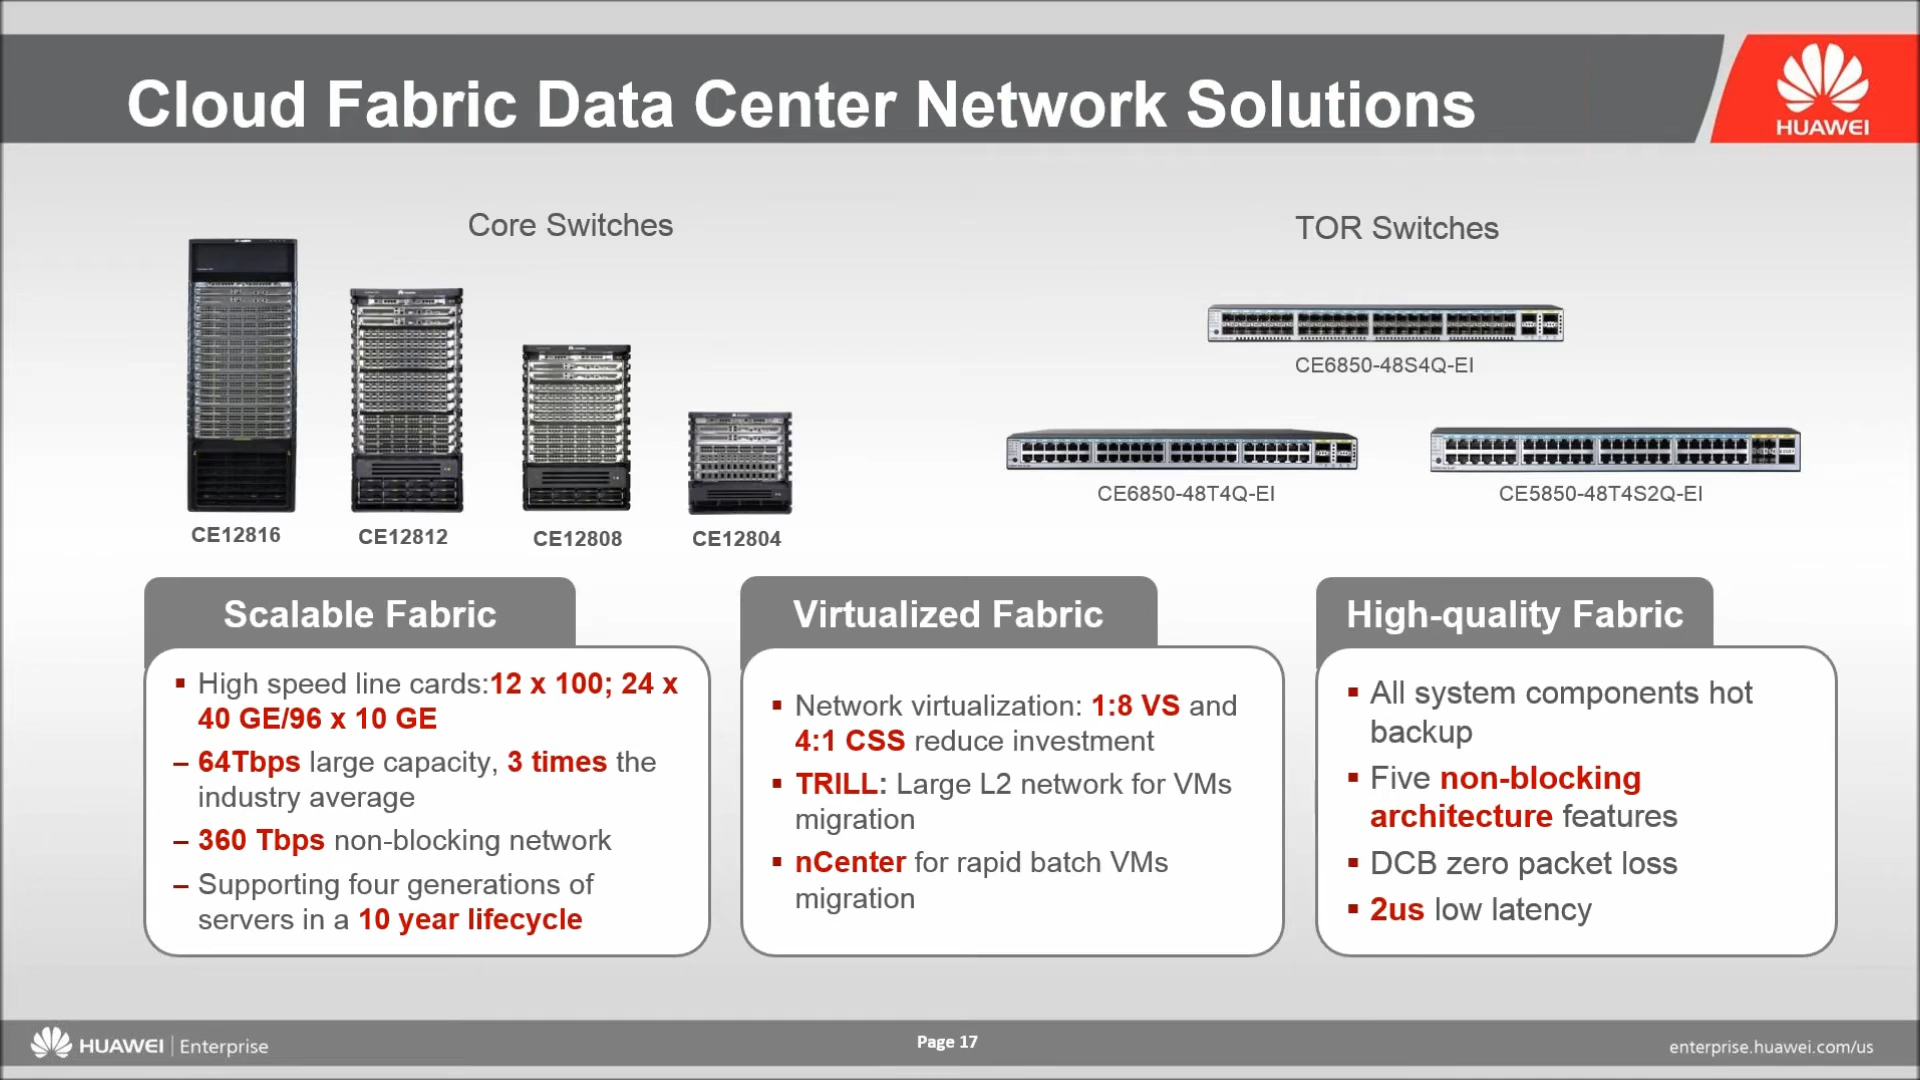 Cloud Fabric Data Center Network Solutions
HUAWEI
Core Switches
TOR Switches
CE12816
CE12812
CE12808
CE12804
CE6850-48S4Q-EI
CE6850-48T4Q-EI
CE5850-48T4S2Q-EI
Scalable Fabric
▪ High speed line cards:12 x 100; 24 x
40 GE/96 x 10 GE
– 64Tbps large capacity, 3 times the
industry average
– 360 Tbps non-blocking network
– Supporting four generations of
servers in a 10 year lifecycle
Virtualized Fabric
▪ Network virtualization: 1:8 VS and
4:1 CSS reduce investment
▪ TRILL: Large L2 network for VMs
migration
▪ nCenter for rapid batch VMs
migration
High-quality Fabric
▪ All system components hot
backup
▪ Five non-blocking
architecture features
▪ DCB zero packet loss
▪ 2us low latency
HUAWEI | Enterprise
Page 17
enterprise.huawei.com/us